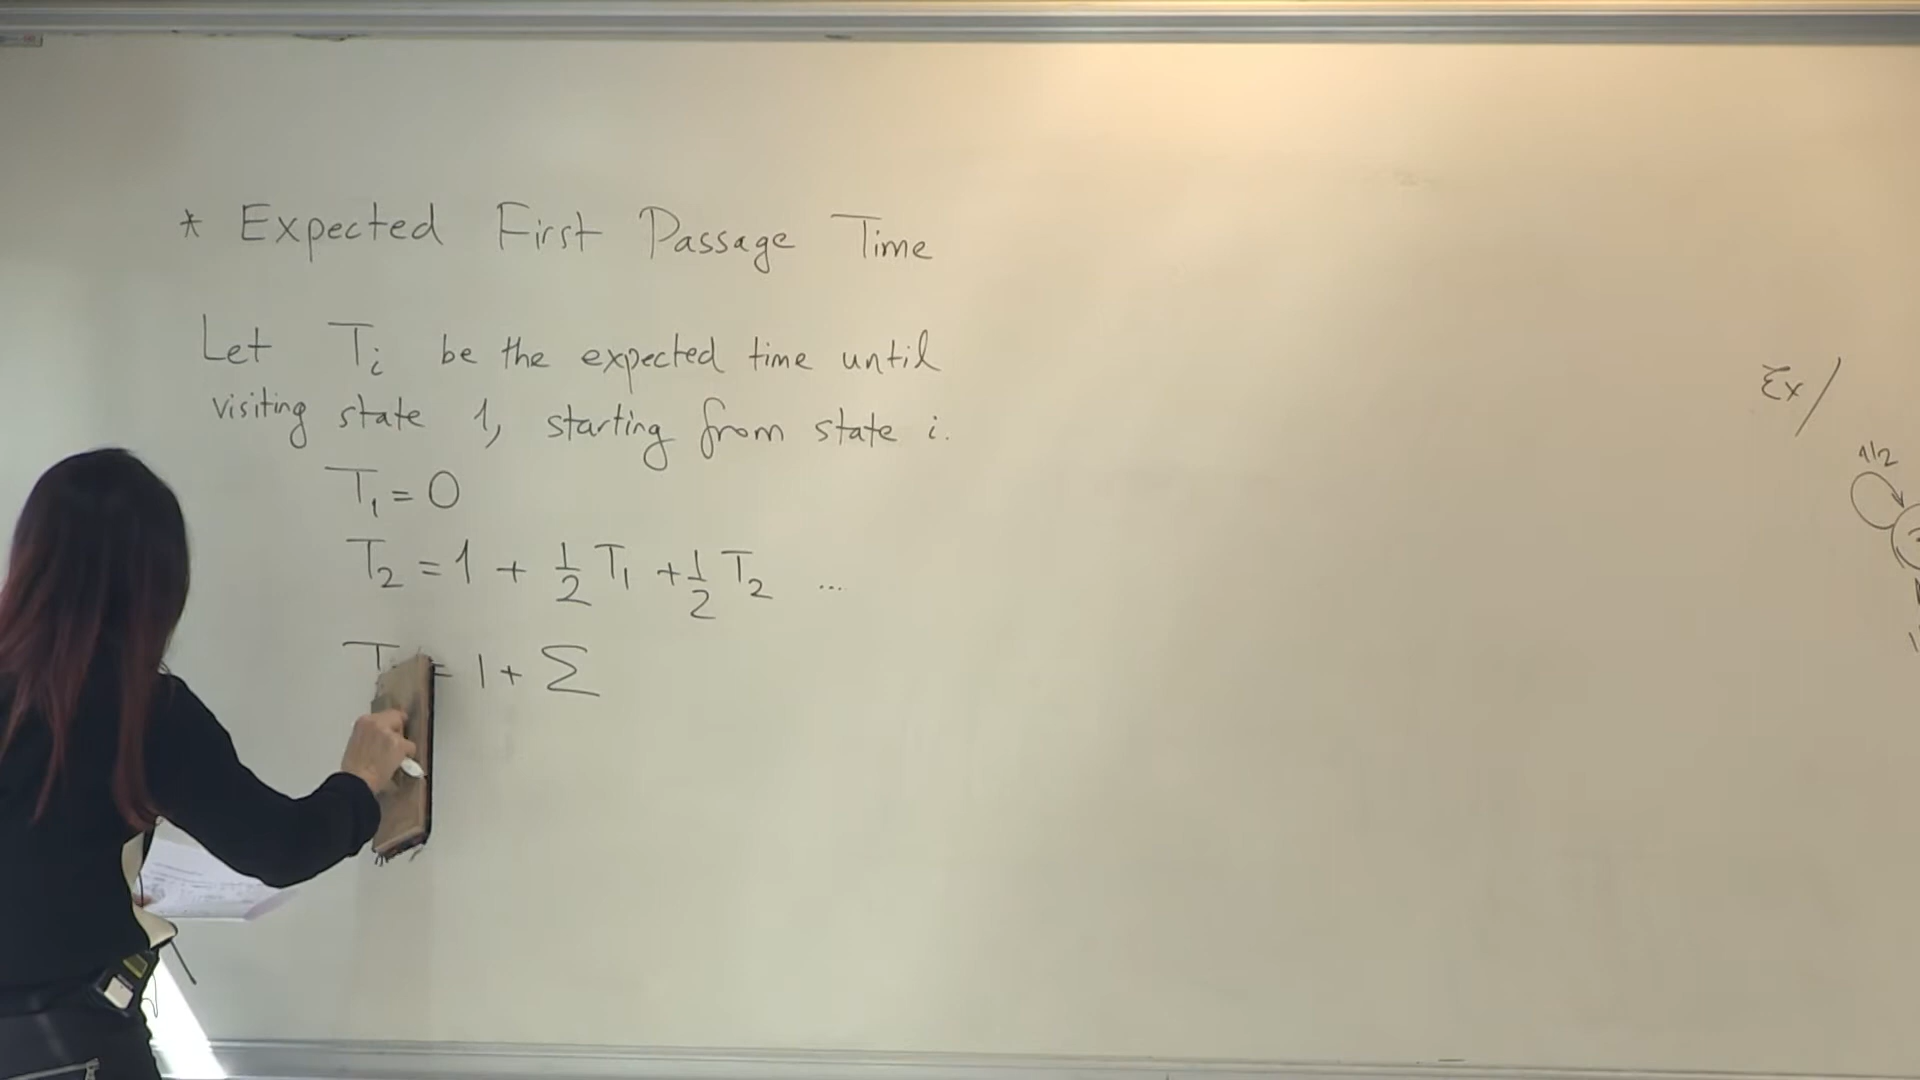 * Expected First Passage Time
Let Tᵢ be the expected time until
visiting state 1, starting from state i.
T₁ = 0
T₂ = 1 + 1/2 T₁ + 1/2 T₂ ...
T = 1 + Σ
Ex/
1/2